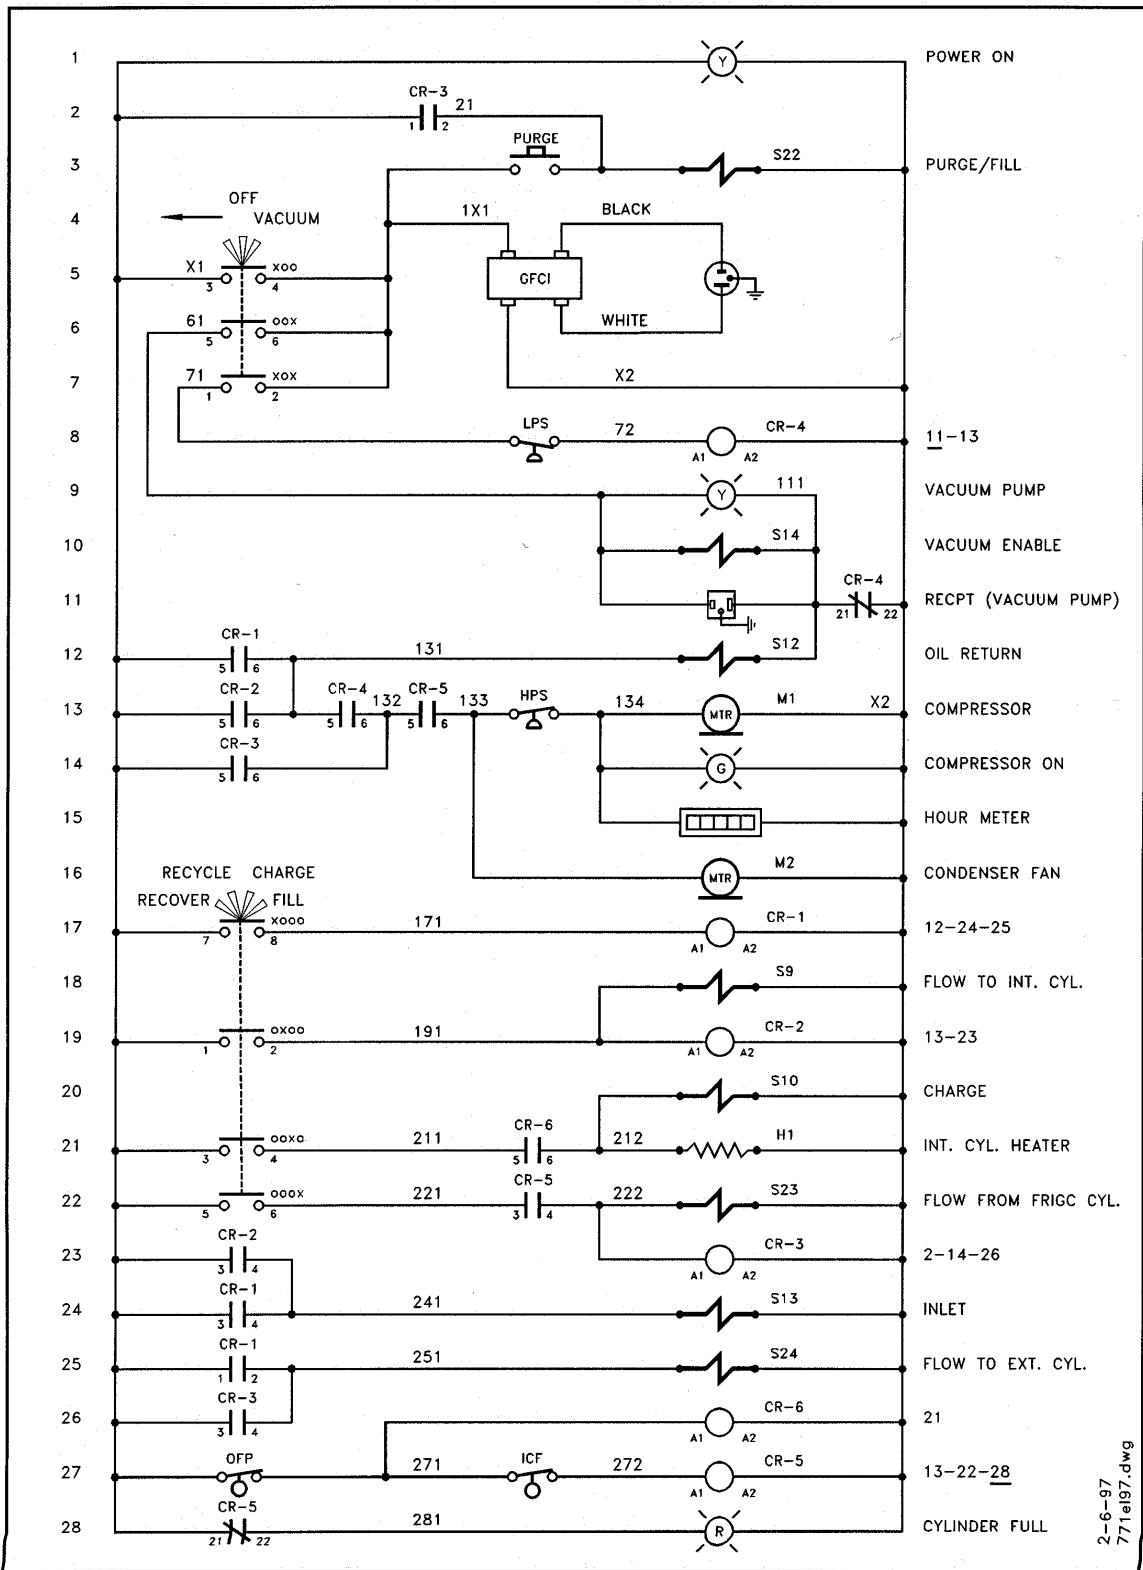 1 Y POWER ON
CR-3 21
2 1 2
PURGE
3 S22 PURGE/FILL
OFF
4 VACUUM 1X1 BLACK
5 X1 3 4 xoo GFCI
6 61 5 6 oox WHITE
7 71 1 2 xox X2
LPS 72 CR-4
8 A1 A2 11-13
9 Y 111 VACUUM PUMP
10 S14 VACUUM ENABLE
CR-4
11 21 22 RECPT (VACUUM PUMP)
CR-1 131 S12
12 5 6 OIL RETURN
CR-2 CR-4 132 CR-5 133 HPS 134 M1 X2
13 5 6 5 6 5 6 MTR COMPRESSOR
CR-3
14 5 6 G COMPRESSOR ON
15 HOUR METER
16 M2 MTR CONDENSER FAN
RECYCLE CHARGE
RECOVER FILL
17 7 8 xooo 171 CR-1 A1 A2 12-24-25
18 S9 FLOW TO INT. CYL.
19 1 2 oxoo 191 CR-2 A1 A2 13-23
20 S10 CHARGE
CR-6
21 3 4 ooxo 211 5 6 212 H1 INT. CYL. HEATER
CR-5
22 5 6 ooox 221 3 4 222 S23 FLOW FROM FRIGC CYL.
CR-2
23 3 4 CR-3 A1 A2 2-14-26
CR-1
24 3 4 241 S13 INLET
CR-1
25 1 2 251 S24 FLOW TO EXT. CYL.
CR-3
26 3 4 CR-6 A1 A2 21
OFP ICF
27 271 272 CR-5 A1 A2 13-22-28
CR-5
28 21 22 281 R CYLINDER FULL
2-6-97
771el97.dwg